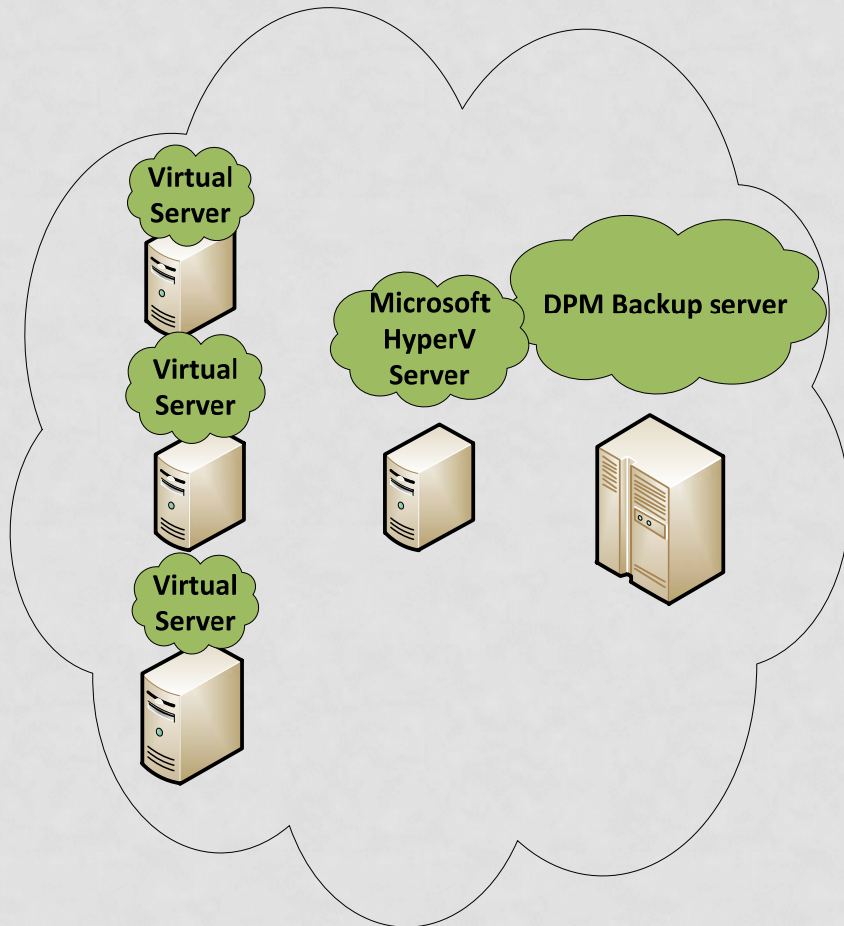 Virtual
Server
Microsoft
HyperV
Server
DPM Backup server
Virtual
Server
Virtual
Server